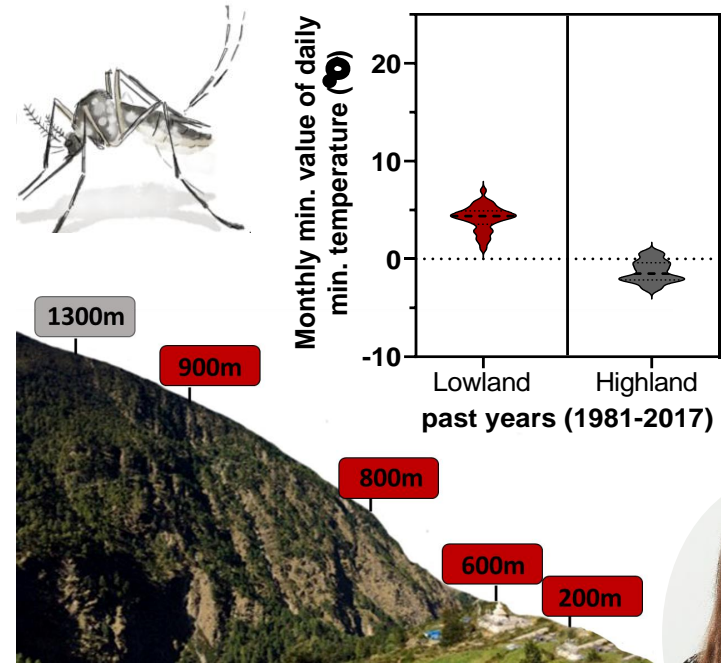 Monthly min. value of daily
min. temperature (
20
10
0
-10
Lowland Highland
past years (1981-2017)
1300m
900m
800m
600m
200m